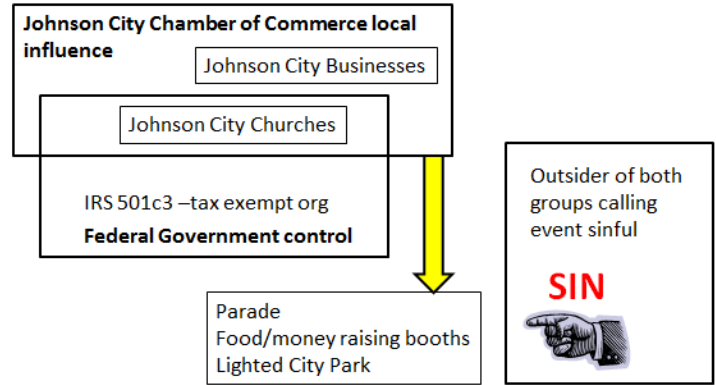 Johnson City Chamber of Commerce local
influence
Johnson City Businesses
Johnson City Churches
IRS 501c3 –tax exempt org
Federal Government control
Outsider of both
groups calling
event sinful
SIN
Parade
Food/money raising booths
Lighted City Park